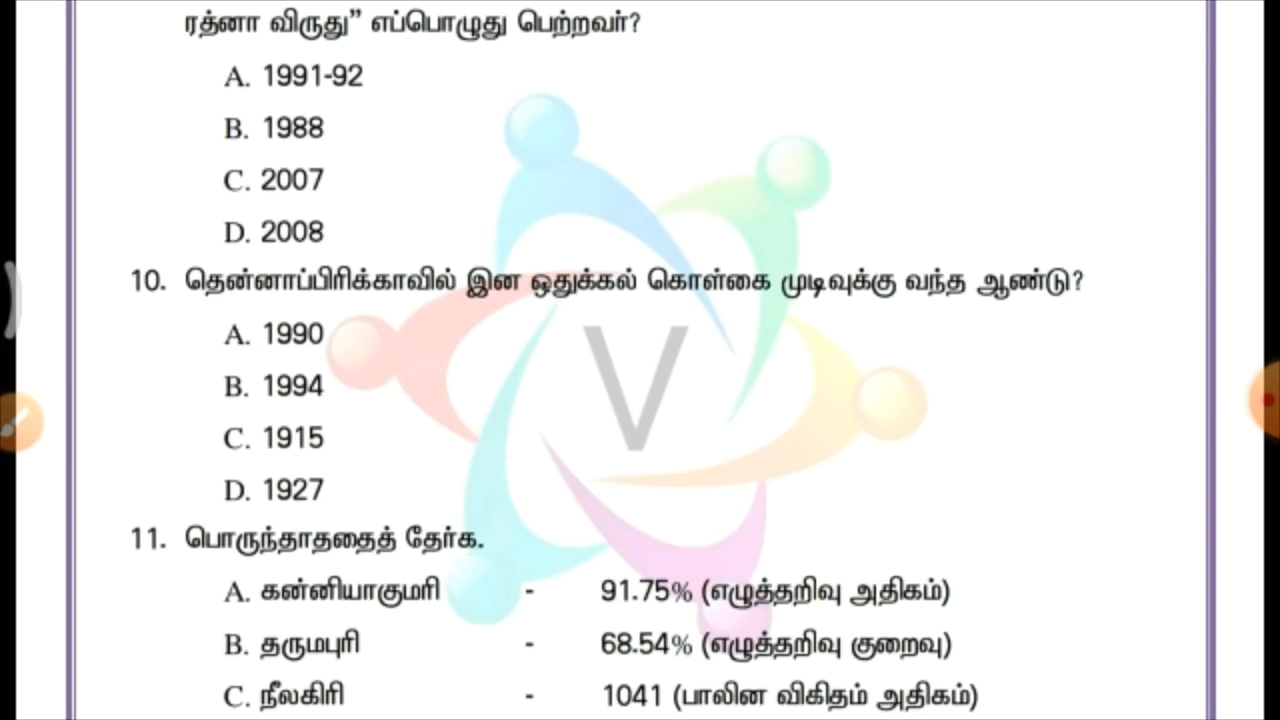 ரத்னா விருது” எப்பொழுது பெற்றவர்?
A. 1991-92
B. 1988
C. 2007
D. 2008
10. தென்னாப்பிரிக்காவில் இன ஒதுக்கல் கொள்கை முடிவுக்கு வந்த ஆண்டு?
A. 1990
B. 1994
C. 1915
D. 1927
11. பொருந்தாததைத் தேர்க.
A. கன்னியாகுமரி - 91.75% (எழுத்தறிவு அதிகம்)
B. தருமபுரி - 68.54% (எழுத்தறிவு குறைவு)
C. நீலகிரி - 1041 (பாலின விகிதம் அதிகம்)
V